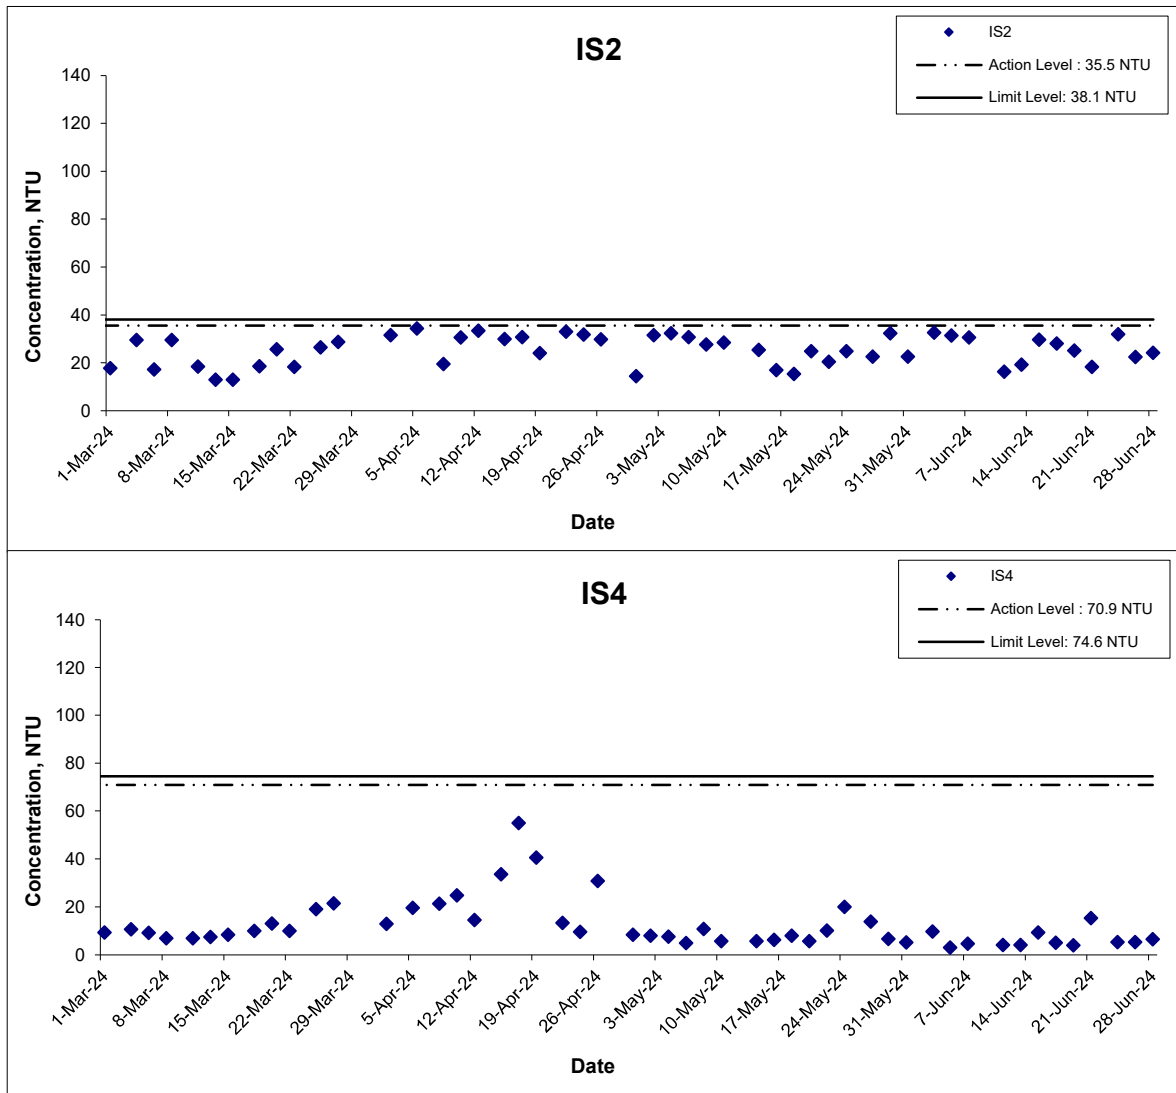 IS2
IS2
Action Level : 35.5 NTU
Limit Level: 38.1 NTU
Concentration, NTU
140
120
100
80
60
40
20
0
1-Mar-24
8-Mar-24
15-Mar-24
22-Mar-24
29-Mar-24
5-Apr-24
12-Apr-24
19-Apr-24
26-Apr-24
3-May-24
10-May-24
17-May-24
24-May-24
31-May-24
7-Jun-24
14-Jun-24
21-Jun-24
28-Jun-24
Date
IS4
IS4
Action Level : 70.9 NTU
Limit Level: 74.6 NTU
Concentration, NTU
140
120
100
80
60
40
20
0
1-Mar-24
8-Mar-24
15-Mar-24
22-Mar-24
29-Mar-24
5-Apr-24
12-Apr-24
19-Apr-24
26-Apr-24
3-May-24
10-May-24
17-May-24
24-May-24
31-May-24
7-Jun-24
14-Jun-24
21-Jun-24
28-Jun-24
Date